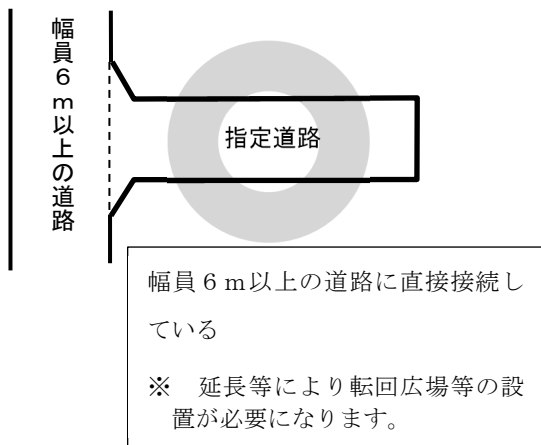 幅員６ｍ以上の道路
指定道路
幅員６ｍ以上の道路に直接接続し
ている
※　延長等により転回広場等の設
置が必要になります。